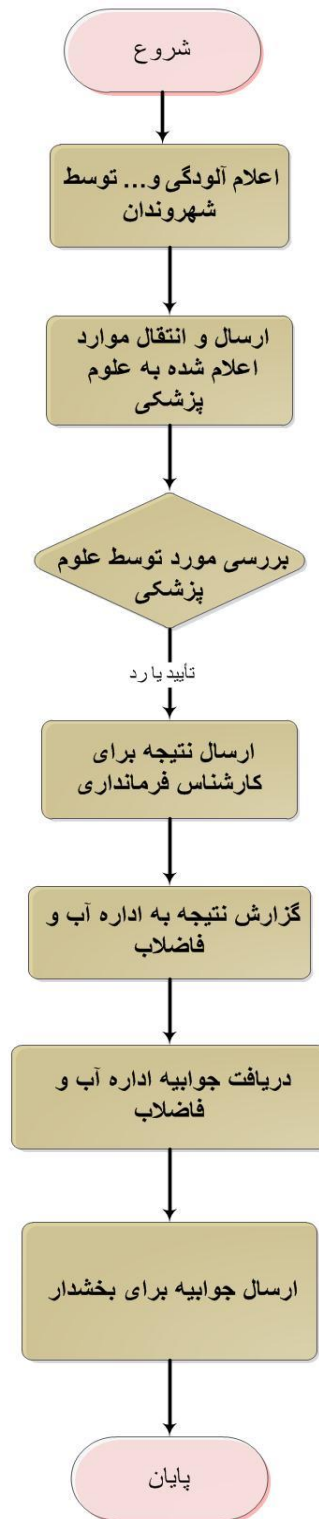 شروع
اعلام آلودگی و... توسط
شهروندان
ارسال و انتقال موارد
اعلام شده به علوم
پزشکی
بررسی مورد توسط علوم
پزشکی
تأیید یا رد
ارسال نتیجه برای
کارشناس فرمانداری
گزارش نتیجه به اداره آب و
فاضلاب
دریافت جوابیه اداره آب و
فاضلاب
ارسال جوابیه برای بخشدار
پایان